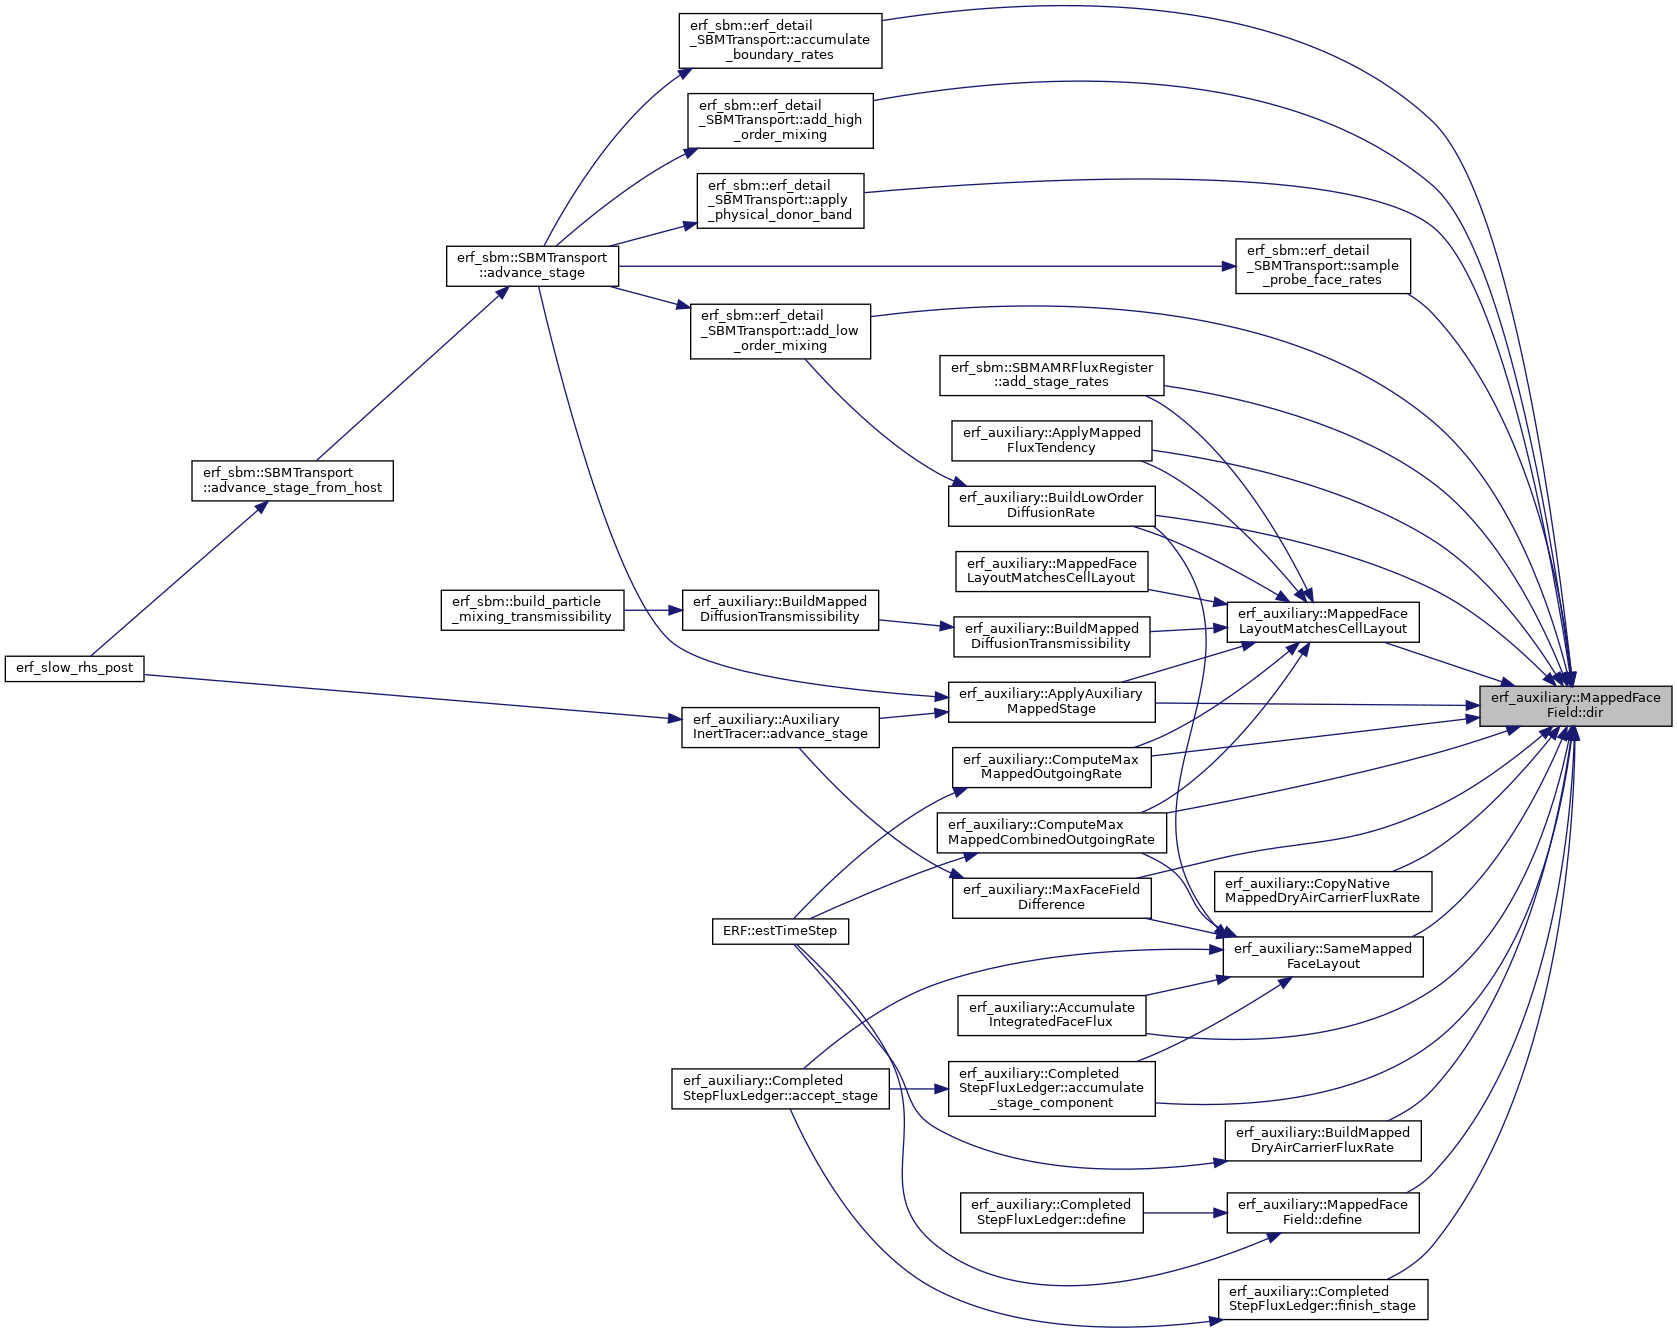 erf_sbm::erf_detail
_SBMTransport::accumulate
_boundary_rates
erf_sbm::erf_detail
_SBMTransport::add_high
_order_mixing
erf_sbm::erf_detail
_SBMTransport::apply
_physical_donor_band
erf_sbm::SBMTransport
::advance_stage
erf_sbm::erf_detail
_SBMTransport::sample
_probe_face_rates
erf_sbm::erf_detail
_SBMTransport::add_low
_order_mixing
erf_sbm::SBMAMRFluxRegister
::add_stage_rates
erf_auxiliary::ApplyMapped
FluxTendency
erf_sbm::SBMTransport
::advance_stage_from_host
erf_auxiliary::BuildLowOrder
DiffusionRate
erf_auxiliary::MappedFace
LayoutMatchesCellLayout
erf_sbm::build_particle
_mixing_transmissibility
erf_auxiliary::BuildMapped
DiffusionTransmissibility
erf_auxiliary::BuildMapped
DiffusionTransmissibility
erf_auxiliary::MappedFace
LayoutMatchesCellLayout
erf_slow_rhs_post
erf_auxiliary::ApplyAuxiliary
MappedStage
erf_auxiliary::MappedFace
Field::dir
erf_auxiliary::Auxiliary
InertTracer::advance_stage
erf_auxiliary::ComputeMax
MappedOutgoingRate
erf_auxiliary::ComputeMax
MappedCombinedOutgoingRate
erf_auxiliary::MaxFaceField
Difference
erf_auxiliary::CopyNative
MappedDryAirCarrierFluxRate
ERF::estTimeStep
erf_auxiliary::SameMapped
FaceLayout
erf_auxiliary::Accumulate
IntegratedFaceFlux
erf_auxiliary::Completed
StepFluxLedger::accept_stage
erf_auxiliary::Completed
StepFluxLedger::accumulate
_stage_component
erf_auxiliary::BuildMapped
DryAirCarrierFluxRate
erf_auxiliary::Completed
StepFluxLedger::define
erf_auxiliary::MappedFace
Field::define
erf_auxiliary::Completed
StepFluxLedger::finish_stage